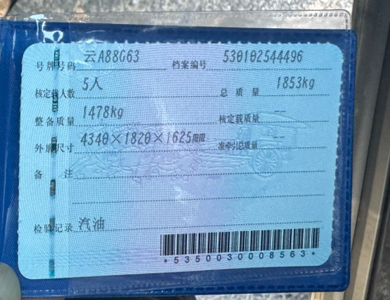 号牌号码 云A88G63 档案编号 530102544496
核定载人数 5人 总质量 1853kg
整备质量 1478kg 核定载质量 --
外廓尺寸 4340×1820×1625mm 准牵引总质量 --
备注
检验记录 汽油
*5350030008563*